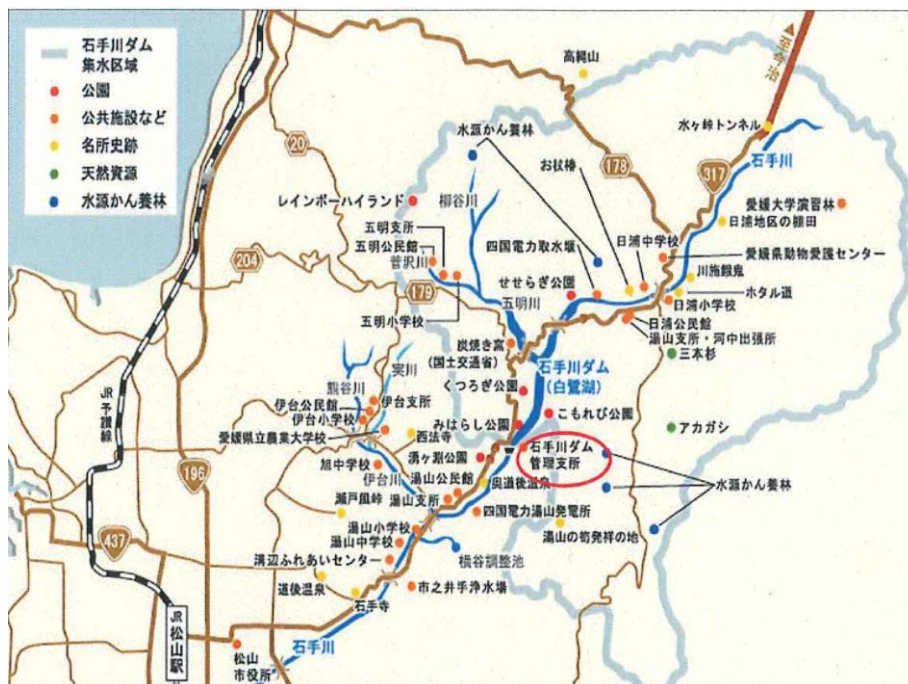 石手川ダム
集水区域
公園
公共施設など
名所史跡
天然資源
水源かん養林
高縄山
至今治
20
水源かん養林
お杖椿
178
水ヶ峠トンネル
石手川
317
レインボーハイランド
柳谷川
愛媛大学演習林
日浦地区の棚田
五明支所
五明公民館
菅沢川
四国電力取水堰
日浦中学校
愛媛県動物愛護センター
川施餓鬼
204
179
せせらぎ公園
五明川
ホタル道
日浦小学校
五明小学校
日浦公民館
湯山支所・河中出張所
炭焼き窯
(国土交通省)
三本杉
石手川ダム
(白鷺湖)
実川
熊谷川
くつろぎ公園
JR
予讃線
伊台公民館
伊台支所
伊台小学校
みはらし公園
こもれび公園
愛媛県立農業大学校
西法寺
アカガシ
石手川ダム
管理支所
湧ヶ淵公園
旭中学校
伊台川
196
湯山公民館
奥道後温泉
水源かん養林
瀬戸風峠
湯山支所
四国電力湯山発電所
湯山の筍発祥の地
437
湯山小学校
湯山中学校
溝辺ふれあいセンター
横谷調整池
道後温泉
石手寺
市之井手浄水場
JR
松山駅
石手川
松山
市役所